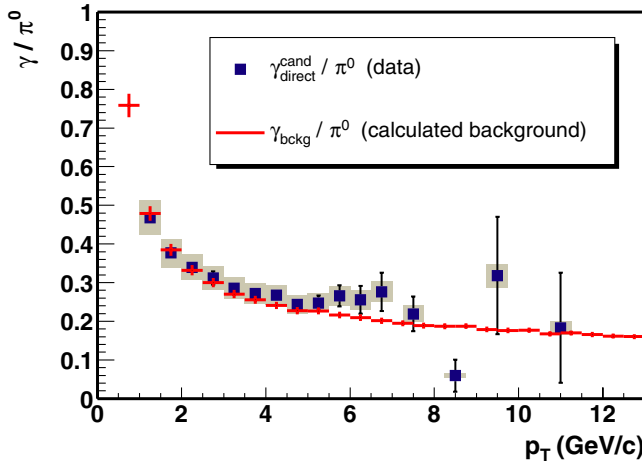 γ / π⁰
1
0.9
0.8
0.7
0.6
0.5
0.4
0.3
0.2
0.1
0
γ^cand_direct / π⁰ (data)
γ_bckg / π⁰ (calculated background)
0 2 4 6 8 10 12
p_T (GeV/c)